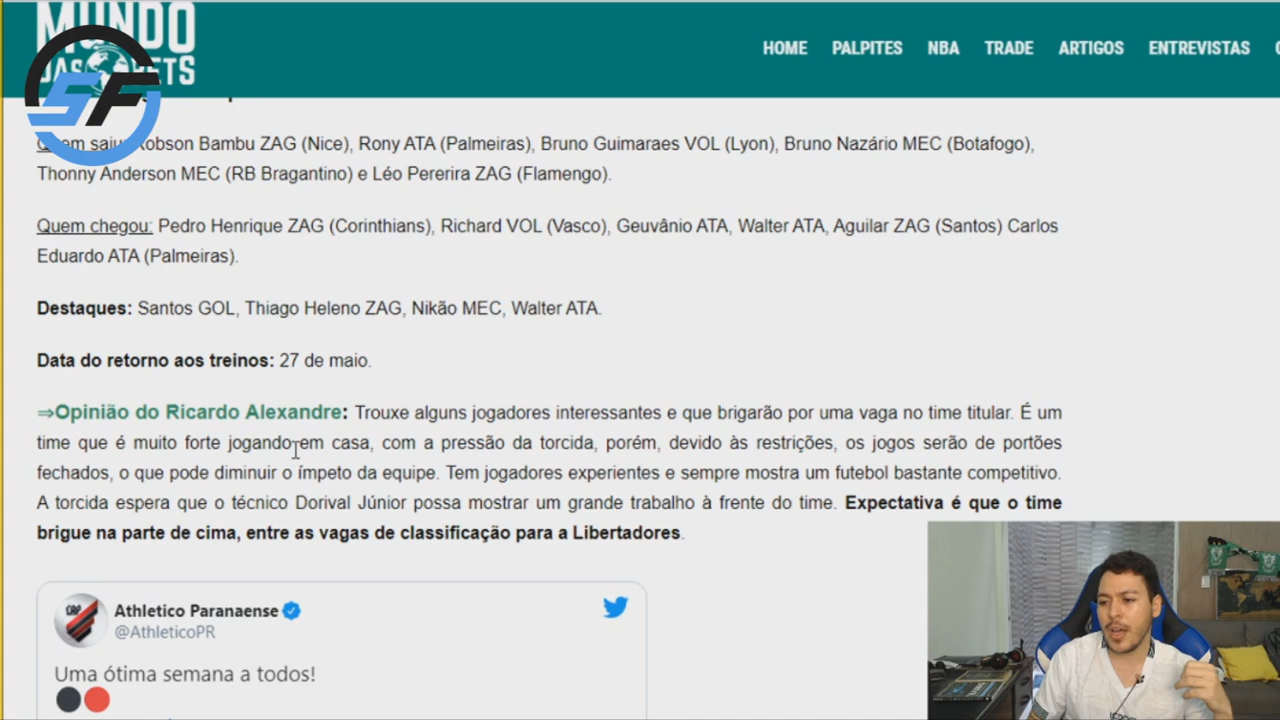 MUNDO
DAS BETS
SF
HOME PALPITES NBA TRADE ARTIGOS ENTREVISTAS
Quem saiu: Robson Bambu ZAG (Nice), Rony ATA (Palmeiras), Bruno Guimaraes VOL (Lyon), Bruno Nazário MEC (Botafogo),
Thonny Anderson MEC (RB Bragantino) e Léo Pererira ZAG (Flamengo).
Quem chegou: Pedro Henrique ZAG (Corinthians), Richard VOL (Vasco), Geuvânio ATA, Walter ATA, Aguilar ZAG (Santos) Carlos
Eduardo ATA (Palmeiras).
Destaques: Santos GOL, Thiago Heleno ZAG, Nikão MEC, Walter ATA.
Data do retorno aos treinos: 27 de maio.
⇒Opinião do Ricardo Alexandre: Trouxe alguns jogadores interessantes e que brigarão por uma vaga no time titular. É um
time que é muito forte jogando em casa, com a pressão da torcida, porém, devido às restrições, os jogos serão de portões
fechados, o que pode diminuir o ímpeto da equipe. Tem jogadores experientes e sempre mostra um futebol bastante competitivo.
A torcida espera que o técnico Dorival Júnior possa mostrar um grande trabalho à frente do time. Expectativa é que o time
brigue na parte de cima, entre as vagas de classificação para a Libertadores.
CAP
Athletico Paranaense
@AthleticoPR
Uma ótima semana a todos!